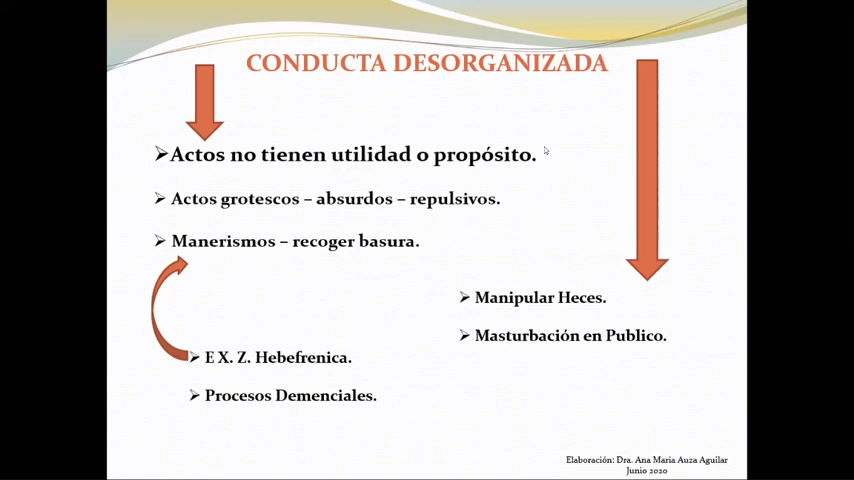 CONDUCTA DESORGANIZADA
Actos no tienen utilidad o propósito.
Actos grotescos – absurdos – repulsivos.
Manerismos – recoger basura.
Manipular Heces.
Masturbación en Publico.
E X. Z. Hebefrenica.
Procesos Demenciales.
Elaboración: Dra. Ana Maria Auza Aguilar
Junio 2020